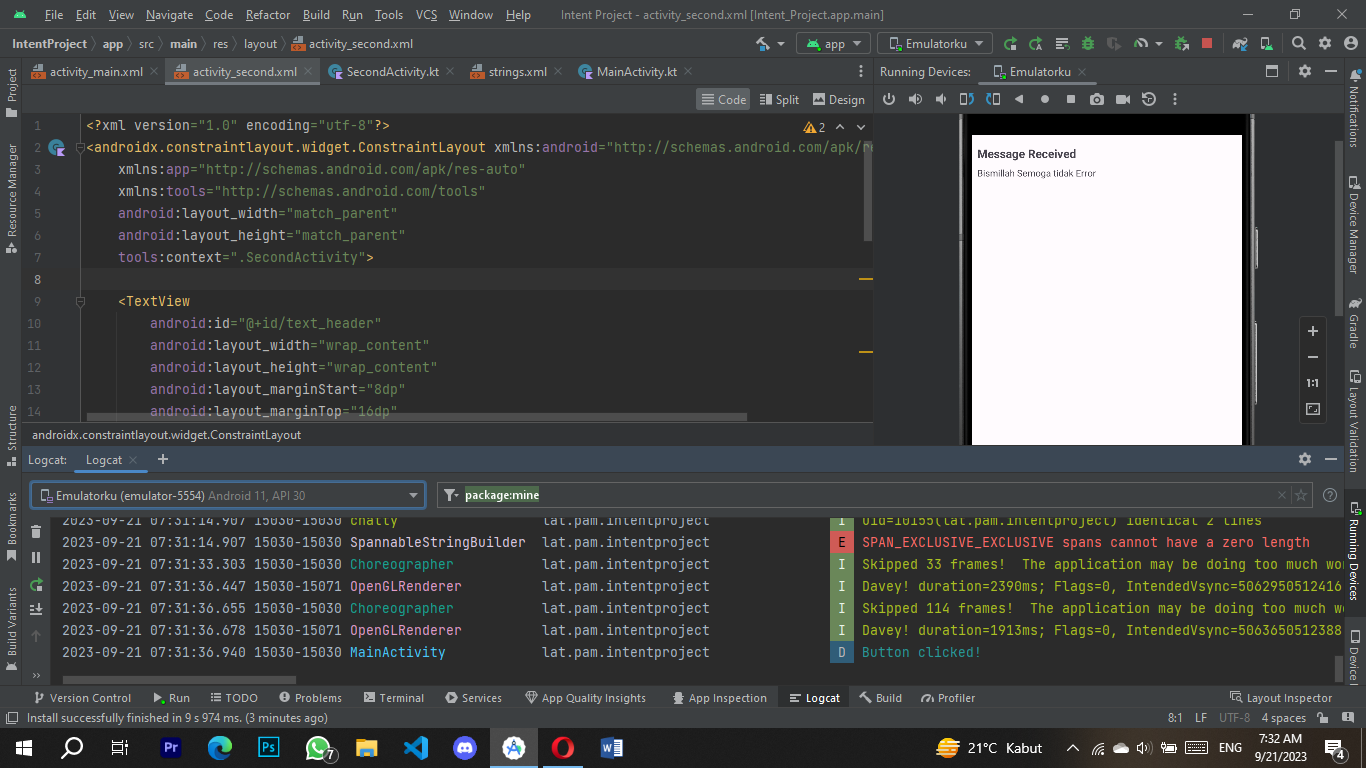 File Edit View Navigate Code Refactor Build Run Tools VCS Window Help Intent Project - activity_second.xml [Intent_Project.app.main]
IntentProject app src main res layout activity_second.xml app Emulatorku
activity_main.xml activity_second.xml SecondActivity.kt strings.xml MainActivity.kt Running Devices: Emulatorku
Code Split Design
Project
Resource Manager
Structure
Bookmarks
Build Variants
1 <?xml version="1.0" encoding="utf-8"?> 2
2 <androidx.constraintlayout.widget.ConstraintLayout xmlns:android="http://schemas.android.com/apk/re
3 xmlns:app="http://schemas.android.com/apk/res-auto"
4 xmlns:tools="http://schemas.android.com/tools"
5 android:layout_width="match_parent"
6 android:layout_height="match_parent"
7 tools:context=".SecondActivity">
8
9 <TextView
10 android:id="@+id/text_header"
11 android:layout_width="wrap_content"
12 android:layout_height="wrap_content"
13 android:layout_marginStart="8dp"
14 android:layout_marginTop="16dp"
androidx.constraintlayout.widget.ConstraintLayout
Message Received
Bismillah Semoga tidak Error
1:1
Notifications
Device Manager
Gradle
Layout Validation
Running Devices
Logcat: Logcat
Emulatorku (emulator-5554) Android 11, API 30 package:mine
2023-09-21 07:31:14.907 15030-15030 chatty lat.pam.intentproject I uid=10155(lat.pam.intentproject) identical 2 lines
2023-09-21 07:31:14.907 15030-15030 SpannableStringBuilder lat.pam.intentproject E SPAN_EXCLUSIVE_EXCLUSIVE spans cannot have a zero length
2023-09-21 07:31:33.303 15030-15030 Choreographer lat.pam.intentproject I Skipped 33 frames! The application may be doing too much wo
2023-09-21 07:31:36.447 15030-15071 OpenGLRenderer lat.pam.intentproject I Davey! duration=2390ms; Flags=0, IntendedVsync=5062950512416
2023-09-21 07:31:36.655 15030-15030 Choreographer lat.pam.intentproject I Skipped 114 frames! The application may be doing too much w
2023-09-21 07:31:36.678 15030-15071 OpenGLRenderer lat.pam.intentproject I Davey! duration=1913ms; Flags=0, IntendedVsync=5063650512388
2023-09-21 07:31:36.940 15030-15030 MainActivity lat.pam.intentproject D Button clicked!
Version Control Run TODO Problems Terminal Services App Quality Insights App Inspection Logcat Build Profiler Layout Inspector
Install successfully finished in 9 s 974 ms. (3 minutes ago) 8:1 LF UTF-8 4 spaces
Pr Ps 7 W 21°C Kabut ENG 7:32 AM
9/21/2023 4